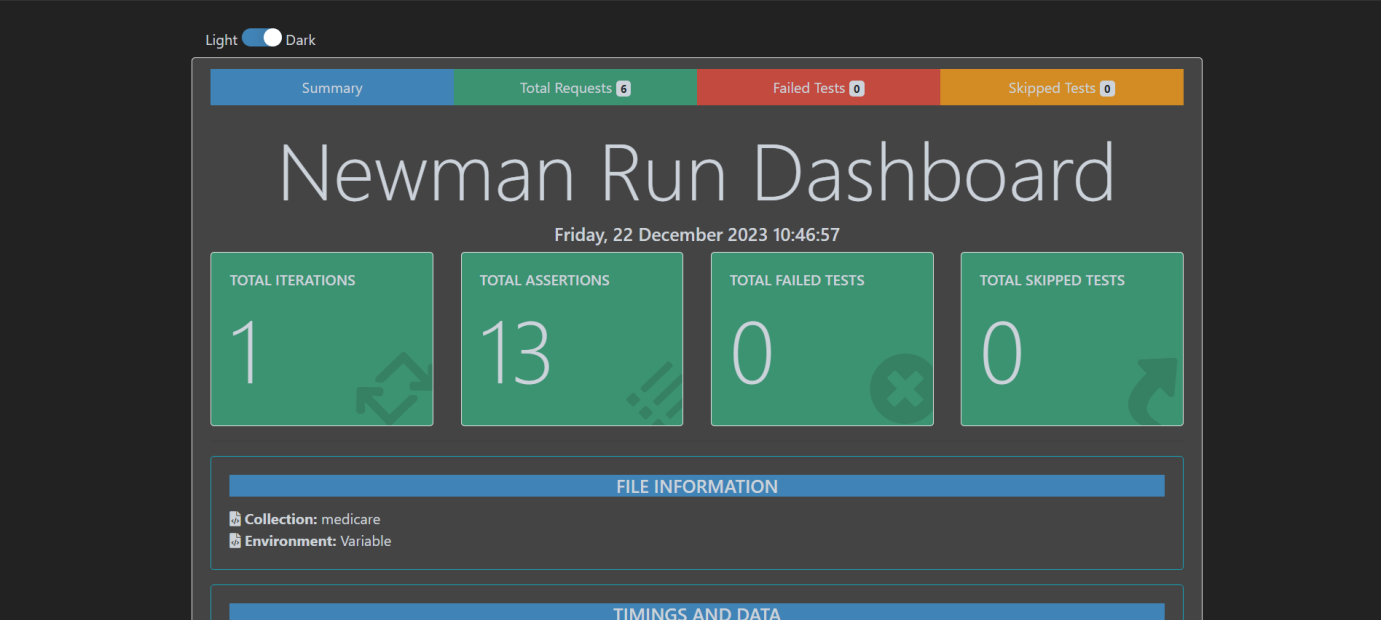 Light Dark
Summary Total Requests 6 Failed Tests 0 Skipped Tests 0
Newman Run Dashboard
Friday, 22 December 2023 10:46:57
TOTAL ITERATIONS TOTAL ASSERTIONS TOTAL FAILED TESTS TOTAL SKIPPED TESTS
1 13 0 0
FILE INFORMATION
Collection: medicare
Environment: Variable
TIMINGS AND DATA